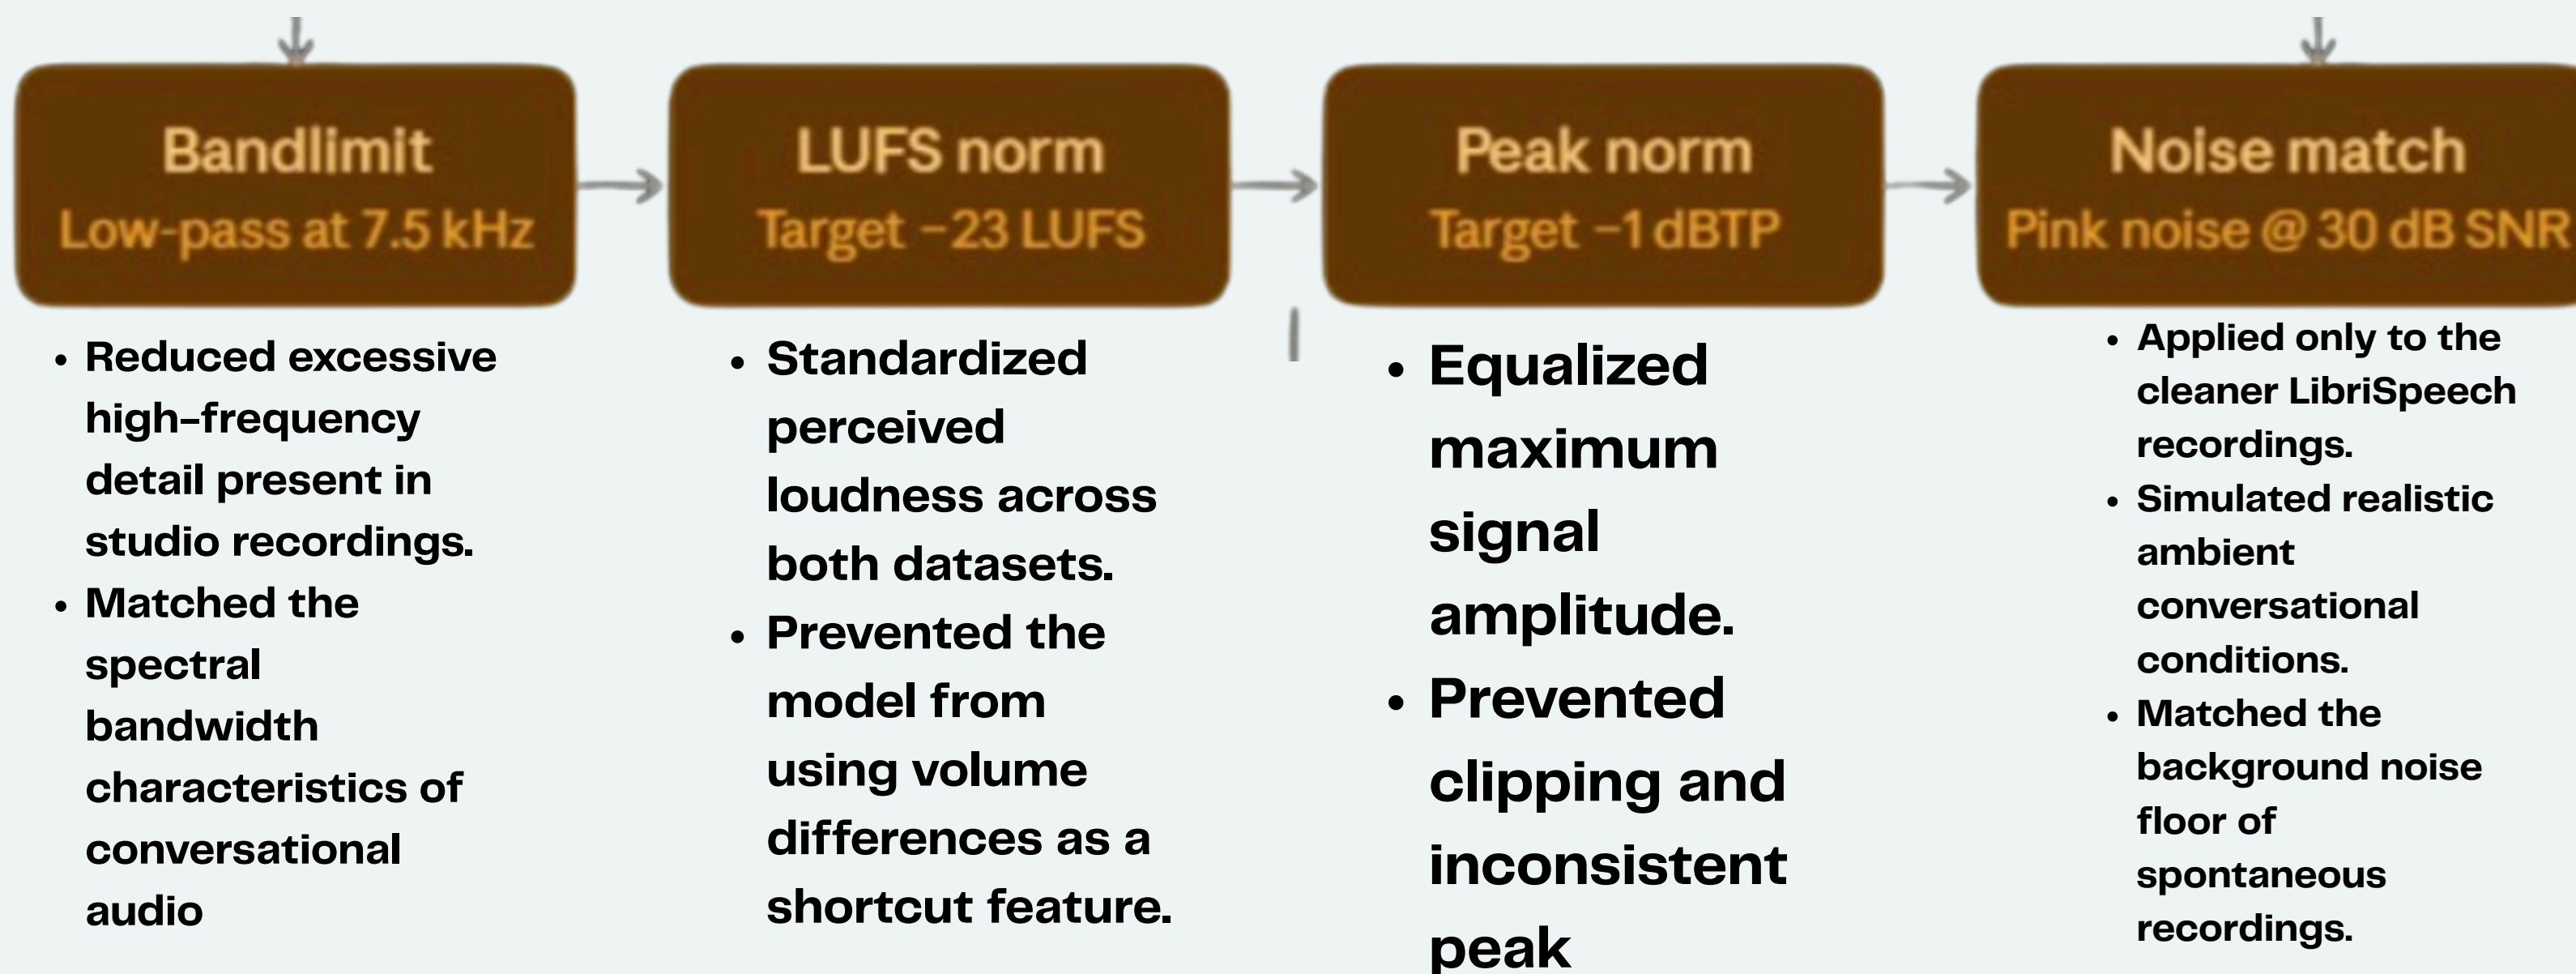 Bandlimit
Low-pass at 7.5 kHz
LUFS norm
Target −23 LUFS
Peak norm
Target −1 dBTP
Noise match
Pink noise @ 30 dB SNR
• Reduced excessive
high-frequency
detail present in
studio recordings.
• Matched the
spectral
bandwidth
characteristics of
conversational
audio
• Standardized
perceived
loudness across
both datasets.
• Prevented the
model from
using volume
differences as a
shortcut feature.
• Equalized
maximum
signal
amplitude.
• Prevented
clipping and
inconsistent
peak
• Applied only to the
cleaner LibriSpeech
recordings.
• Simulated realistic
ambient
conversational
conditions.
• Matched the
background noise
floor of
spontaneous
recordings.